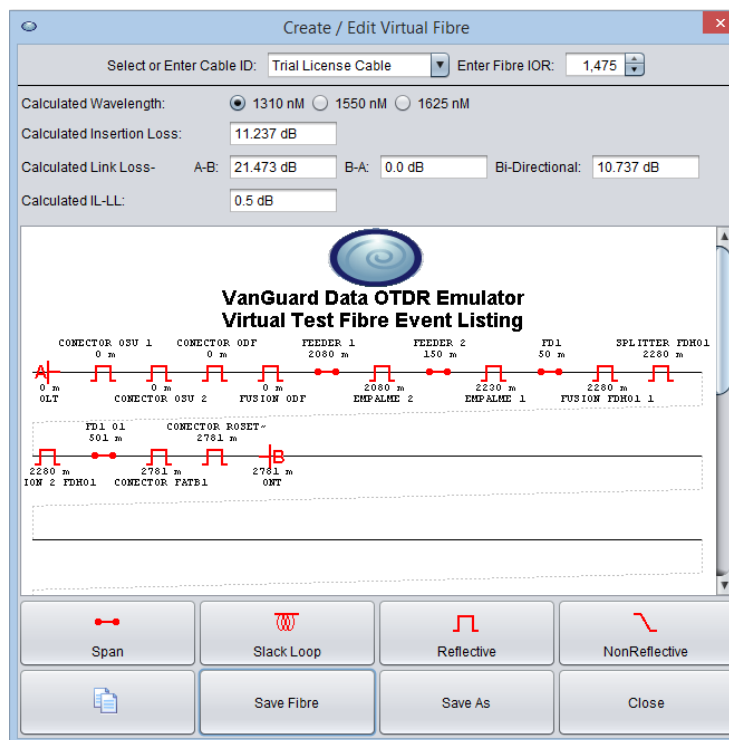 Create / Edit Virtual Fibre
Select or Enter Cable ID: Trial License Cable Enter Fibre IOR: 1,475
Calculated Wavelength: 1310 nM 1550 nM 1625 nM
Calculated Insertion Loss: 11.237 dB
Calculated Link Loss- A-B: 21.473 dB B-A: 0.0 dB Bi-Directional: 10.737 dB
Calculated IL-LL: 0.5 dB
VanGuard Data OTDR Emulator
Virtual Test Fibre Event Listing
CONECTOR OSU 1 CONECTOR ODF FEEDER 1 FEEDER 2 FD1 SPLITTER FDH01
0 m 0 m 2080 m 150 m 50 m 2280 m
A
0 m 0 m 0 m 2080 m 2230 m 2280 m
OLT CONECTOR OSU 2 FUSION ODF EMPALME 2 EMPALME 1 FUSION FDH01 1
FD1 01 CONECTOR ROSET~
501 m 2781 m
B
2280 m 2781 m 2781 m
ION 2 FDH01 CONECTOR FATB1 ONT
Span Slack Loop Reflective NonReflective
Save Fibre Save As Close